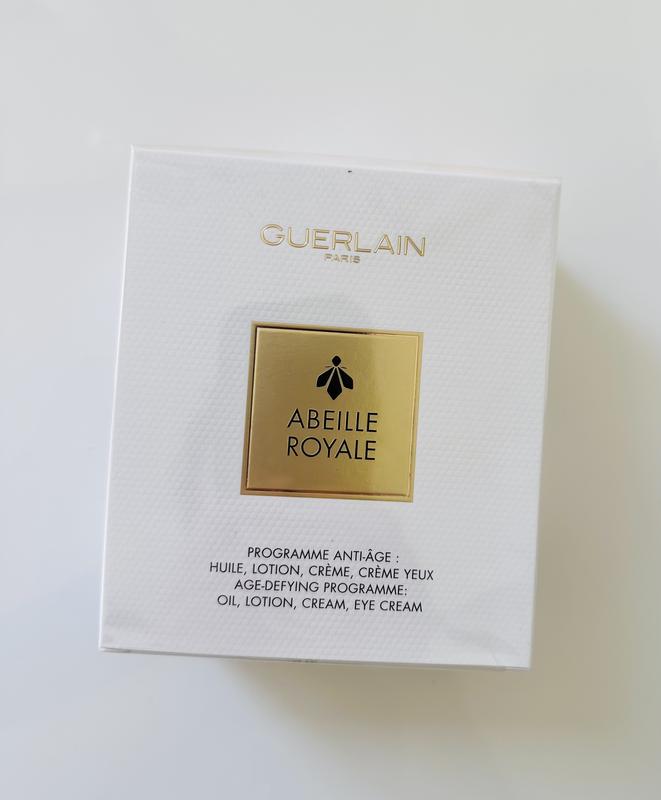 GUERLAIN
PARIS
ABEILLE
ROYALE
PROGRAMME ANTI-ÂGE :
HUILE, LOTION, CRÈME, CRÈME YEUX
AGE-DEFYING PROGRAMME:
OIL, LOTION, CREAM, EYE CREAM